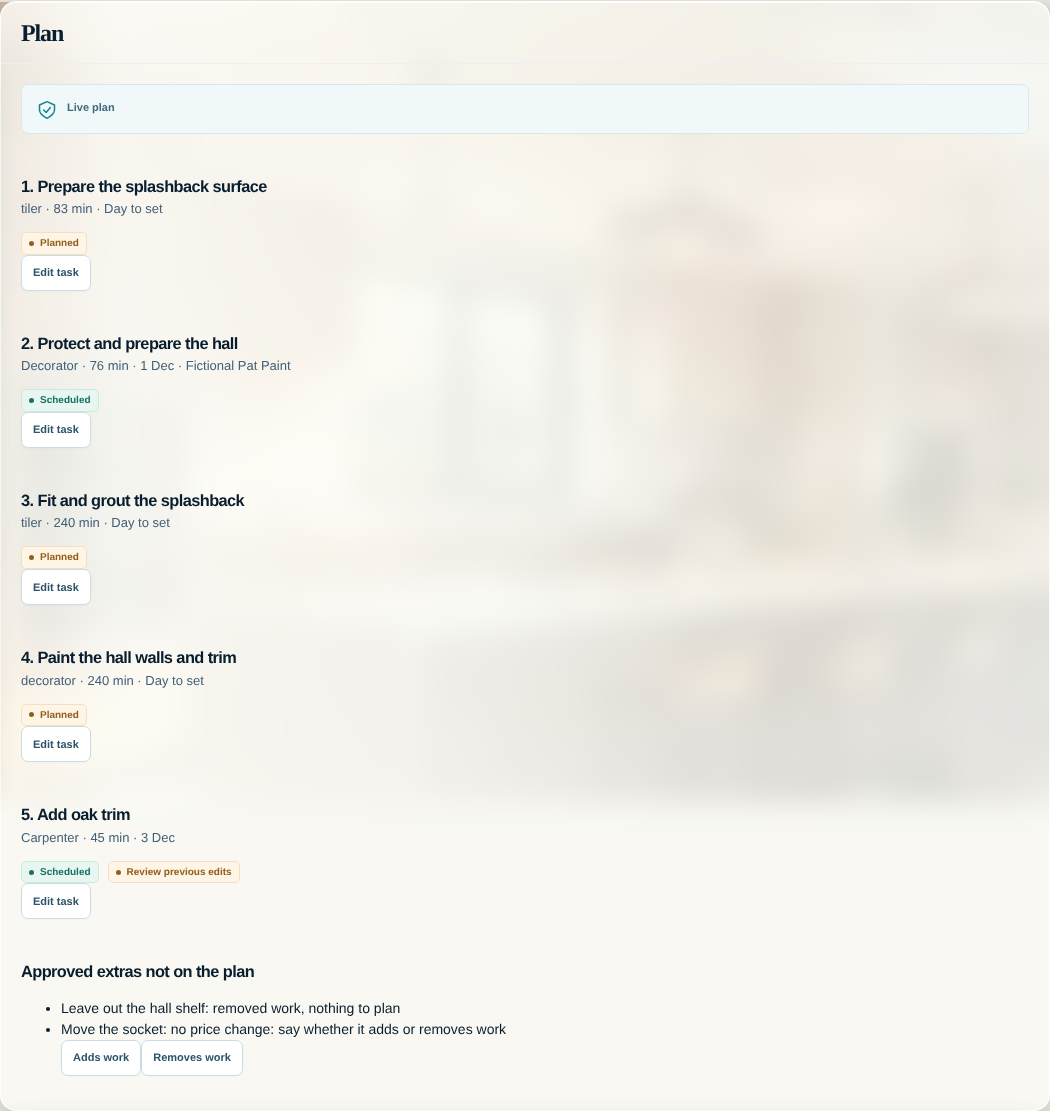 Plan
Live plan
1. Prepare the splashback surface
tiler · 83 min · Day to set
Planned
Edit task
2. Protect and prepare the hall
Decorator · 76 min · 1 Dec · Fictional Pat Paint
Scheduled
Edit task
3. Fit and grout the splashback
tiler · 240 min · Day to set
Planned
Edit task
4. Paint the hall walls and trim
decorator · 240 min · Day to set
Planned
Edit task
5. Add oak trim
Carpenter · 45 min · 3 Dec
Scheduled Review previous edits
Edit task
Approved extras not on the plan
• Leave out the hall shelf: removed work, nothing to plan
• Move the socket: no price change: say whether it adds or removes work
Adds work Removes work